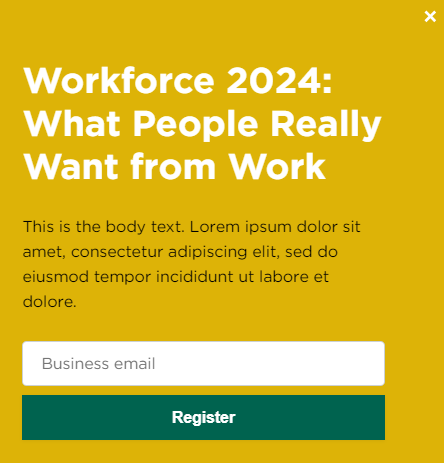 ×
Workforce 2024:
What People Really
Want from Work
This is the body text. Lorem ipsum dolor sit
amet, consectetur adipiscing elit, sed do
eiusmod tempor incididunt ut labore et
dolore.
Business email
Register